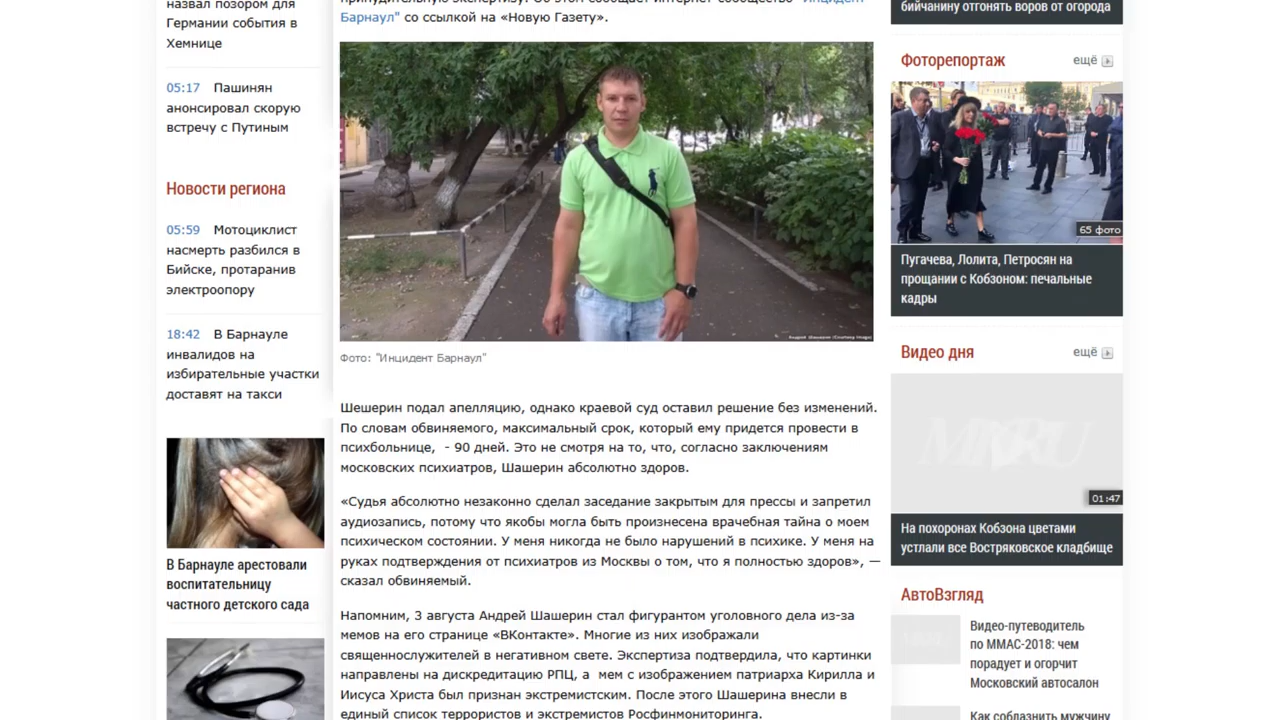 назвал позором для
Германии события в
Хемнице
05:17 Пашинян
анонсировал скорую
встречу с Путиным
Новости региона
05:59 Мотоциклист
насмерть разбился в
Бийске, протаранив
электроопору
18:42 В Барнауле
инвалидов на
избирательные участки
доставят на такси
В Барнауле арестовали
воспитательницу
частного детского сада
Барнаул" со ссылкой на «Новую Газету».
Фото: "Инцидент Барнаул"
Шешерин подал апелляцию, однако краевой суд оставил решение без изменений.
По словам обвиняемого, максимальный срок, который ему придется провести в
психбольнице, - 90 дней. Это не смотря на то, что, согласно заключениям
московских психиатров, Шашерин абсолютно здоров.
«Судья абсолютно незаконно сделал заседание закрытым для прессы и запретил
аудиозапись, потому что якобы могла быть произнесена врачебная тайна о моем
психическом состоянии. У меня никогда не было нарушений в психике. У меня на
руках подтверждения от психиатров из Москвы о том, что я полностью здоров», —
сказал обвиняемый.
Напомним, 3 августа Андрей Шашерин стал фигурантом уголовного дела из-за
мемов на его странице «ВКонтакте». Многие из них изображали
священнослужителей в негативном свете. Экспертиза подтвердила, что картинки
направлены на дискредитацию РПЦ, а мем с изображением патриарха Кирилла и
Иисуса Христа был признан экстремистским. После этого Шашерина внесли в
единый список террористов и экстремистов Росфинмониторинга.
бийчанину отгонять воров от огорода
Фоторепортаж ещё
65 фото
Пугачева, Лолита, Петросян на
прощании с Кобзоном: печальные
кадры
Видео дня ещё
01:47
На похоронах Кобзона цветами
устлали все Востряковское кладбище
АвтоВзгляд
Видео-путеводитель
по ММАС-2018: чем
порадует и огорчит
Московский автосалон
Как соблазнить мужчину